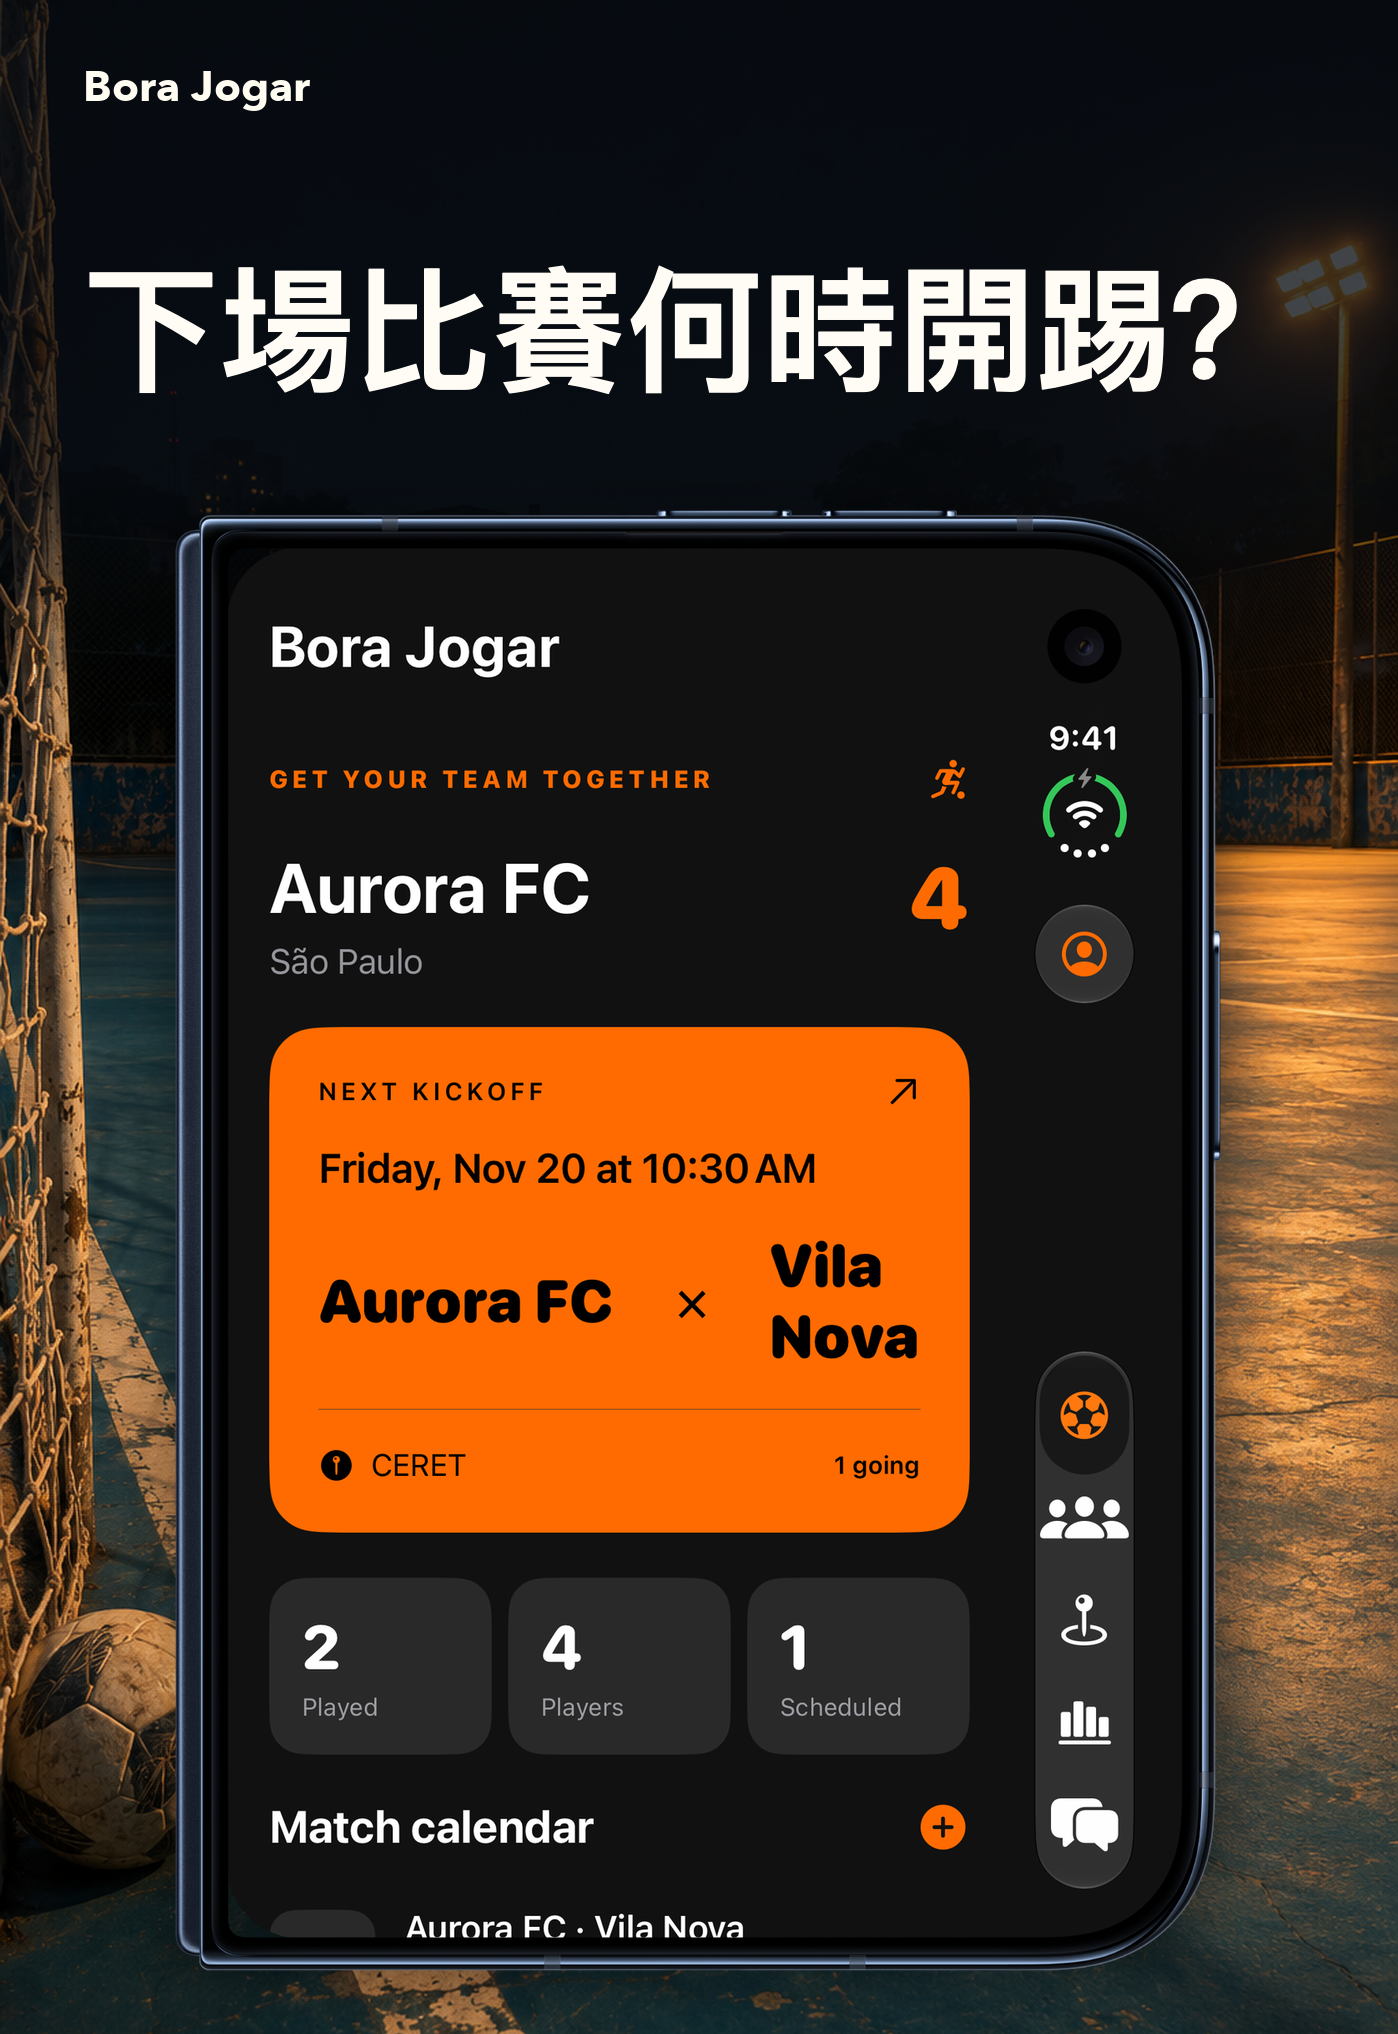 Bora Jogar
下場比賽何時開踢?
Bora Jogar
9:41
GET YOUR TEAM TOGETHER
Aurora FC
4
São Paulo
NEXT KICKOFF
Friday, Nov 20 at 10:30 AM
Aurora FC
×
Vila
Nova
CERET
1 going
2
Played
4
Players
1
Scheduled
Match calendar
Aurora FC · Vila Nova